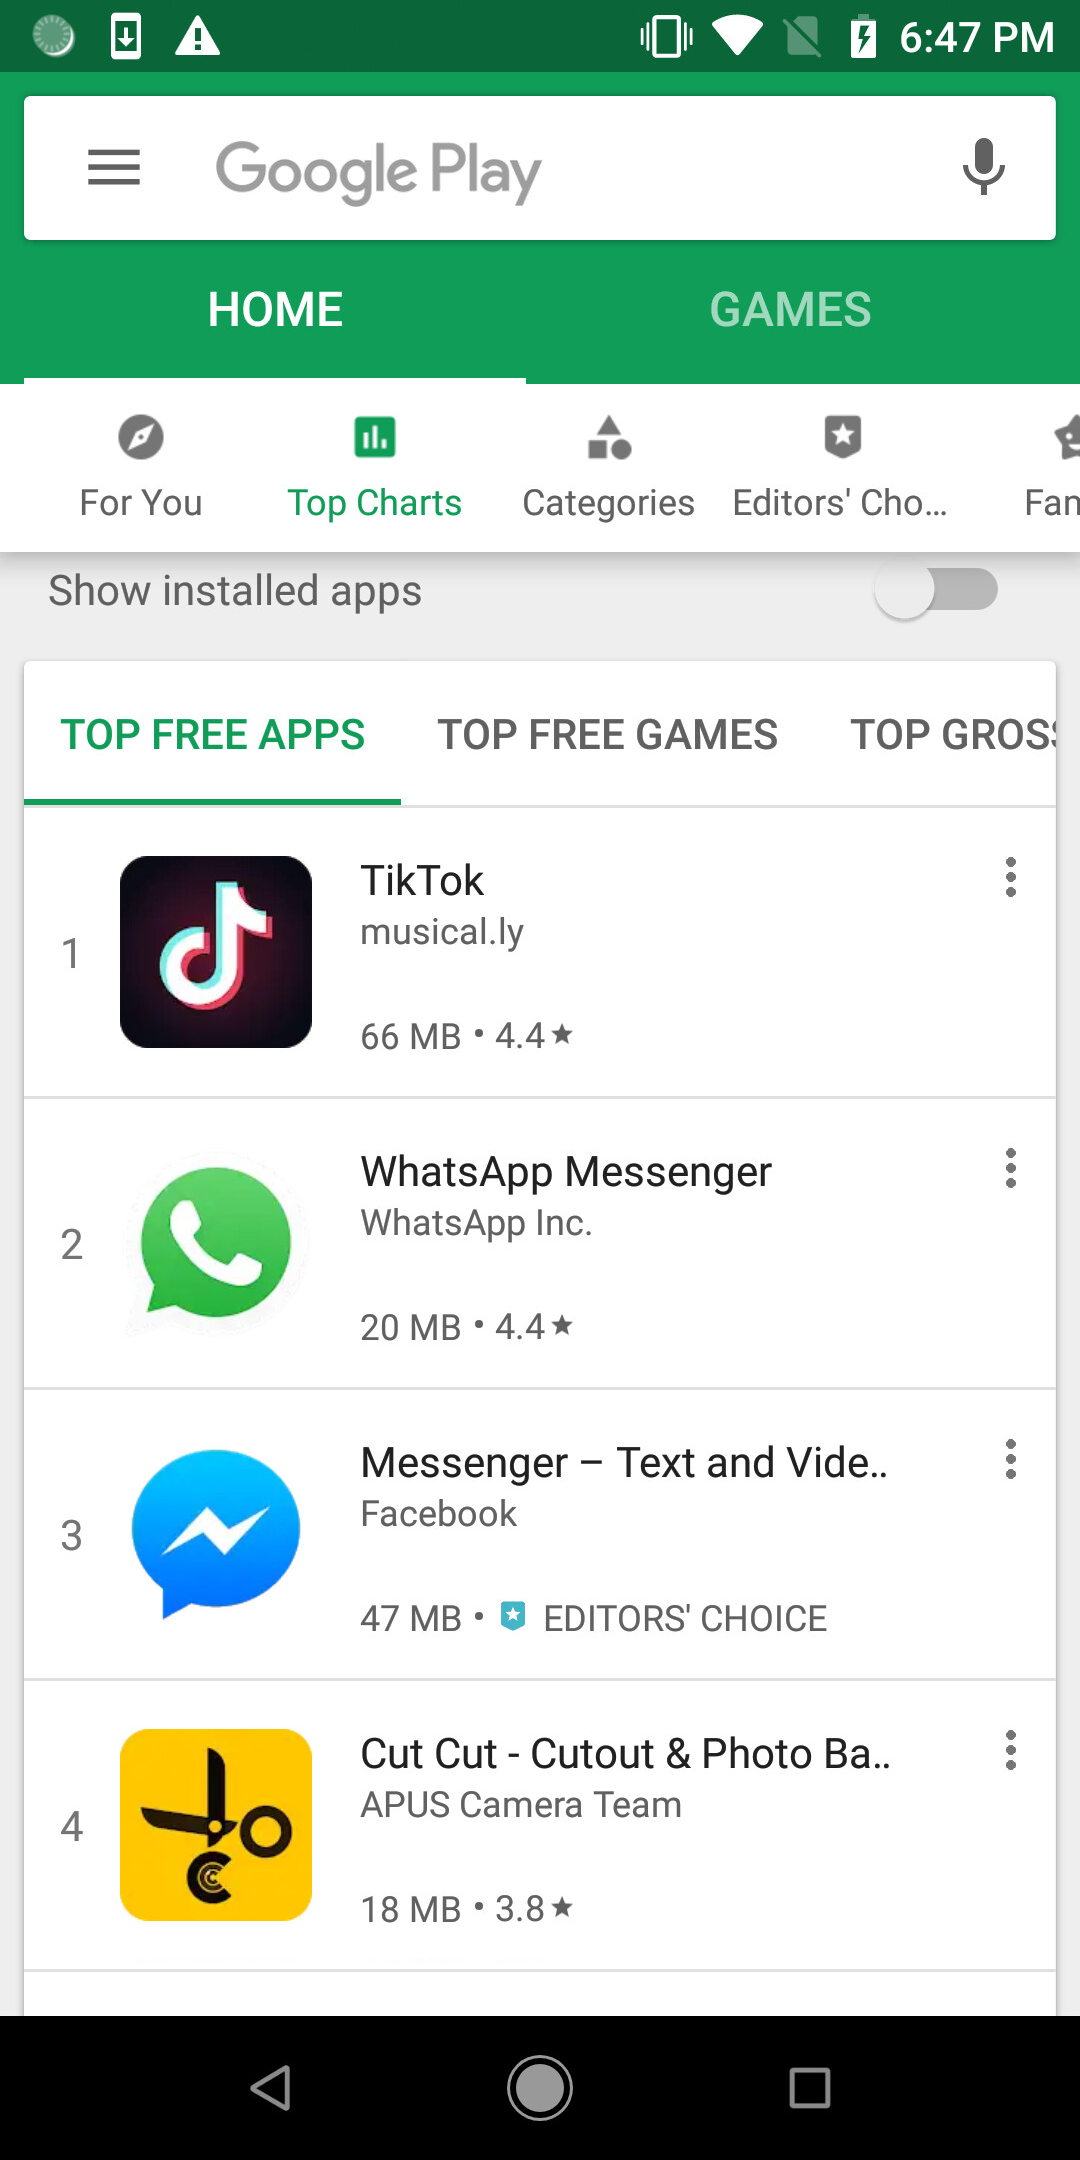 6:47 PM
Google Play
HOME GAMES
For You Top Charts Categories Editors' Cho... Fan
Show installed apps
TOP FREE APPS TOP FREE GAMES TOP GROSS
1
TikTok
musical.ly
66 MB • 4.4★
2
WhatsApp Messenger
WhatsApp Inc.
20 MB • 4.4★
3
Messenger – Text and Vide..
Facebook
47 MB • EDITORS' CHOICE
4
Cut Cut - Cutout & Photo Ba..
APUS Camera Team
18 MB • 3.8★